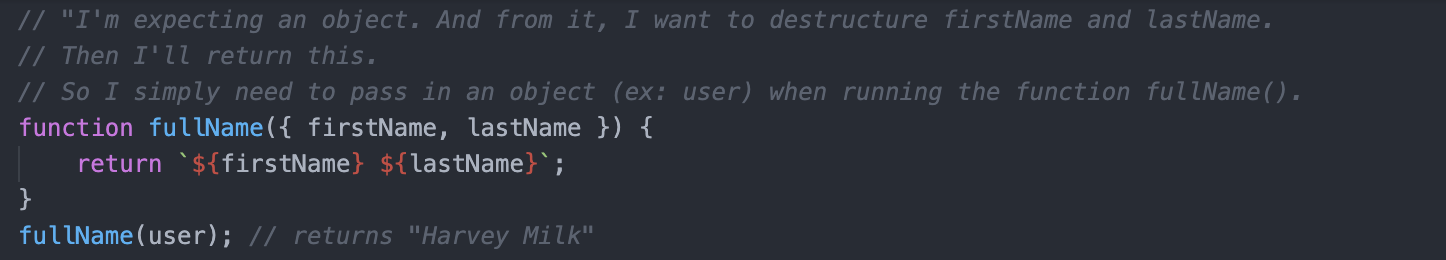 // "I'm expecting an object. And from it, I want to destructure firstName and lastName.
// Then I'll return this.
// So I simply need to pass in an object (ex: user) when running the function fullName().
function fullName({ firstName, lastName }) {
    return `${firstName} ${lastName}`;
}
fullName(user); // returns "Harvey Milk"